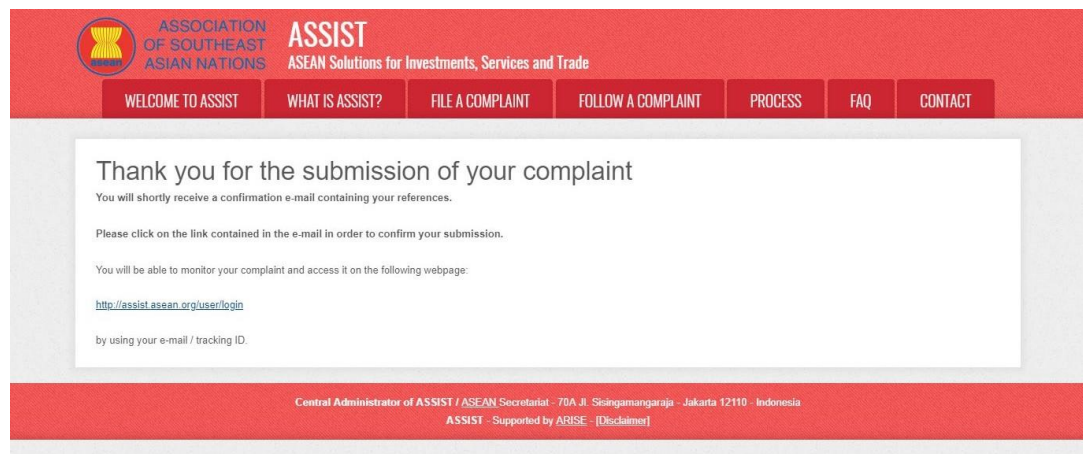 ASSOCIATION
OF SOUTHEAST
ASIAN NATIONS
asean
ASSIST
ASEAN Solutions for Investments, Services and Trade
WELCOME TO ASSIST WHAT IS ASSIST? FILE A COMPLAINT FOLLOW A COMPLAINT PROCESS FAQ CONTACT
Thank you for the submission of your complaint
You will shortly receive a confirmation e-mail containing your references.
Please click on the link contained in the e-mail in order to confirm your submission.
You will be able to monitor your complaint and access it on the following webpage:
http://assist.asean.org/user/login
by using your e-mail / tracking ID.
Central Administrator of ASSIST / ASEAN Secretariat - 70A Jl. Sisingamangaraja - Jakarta 12110 - Indonesia
ASSIST - Supported by ARISE - [Disclaimer]